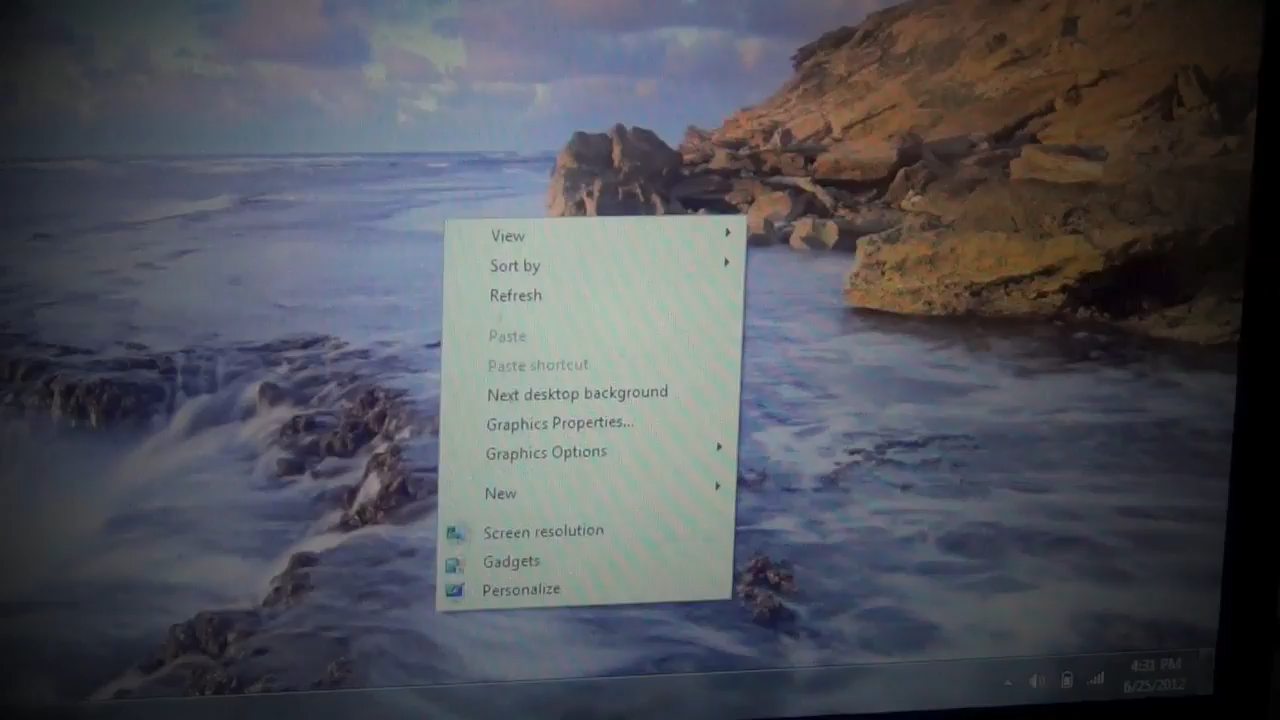 View
Sort by
Refresh
Paste
Paste shortcut
Next desktop background
Graphics Properties...
Graphics Options
New
Screen resolution
Gadgets
Personalize
4:31 PM
6/25/2012